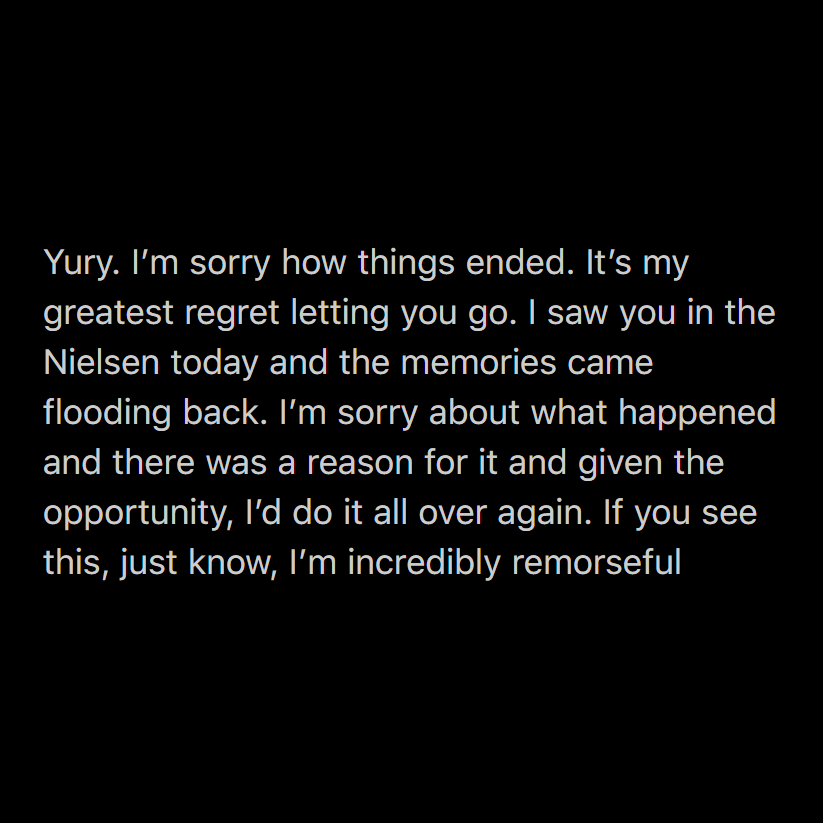 Yury. I’m sorry how things ended. It’s my
greatest regret letting you go. I saw you in the
Nielsen today and the memories came
flooding back. I’m sorry about what happened
and there was a reason for it and given the
opportunity, I’d do it all over again. If you see
this, just know, I’m incredibly remorseful